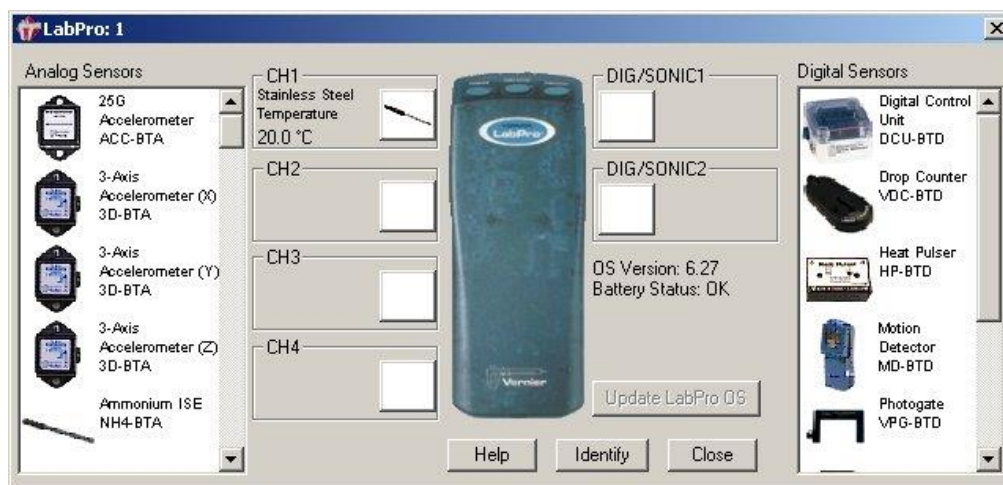 LabPro: 1
Analog Sensors
25G
Accelerometer
ACC-BTA
3-Axis
Accelerometer (X)
3D-BTA
3-Axis
Accelerometer (Y)
3D-BTA
3-Axis
Accelerometer (Z)
3D-BTA
Ammonium ISE
NH4-BTA
CH1
Stainless Steel
Temperature
20.0 °C
CH2
CH3
CH4
LabPro
Vernier
DIG/SONIC1
DIG/SONIC2
OS Version: 6.27
Battery Status: OK
Update LabPro OS
Help
Identify
Close
Digital Sensors
Digital Control
Unit
DCU-BTD
Drop Counter
VDC-BTD
Heat Pulser
Heat Pulser
HP-BTD
Motion
Detector
MD-BTD
Photogate
VPG-BTD